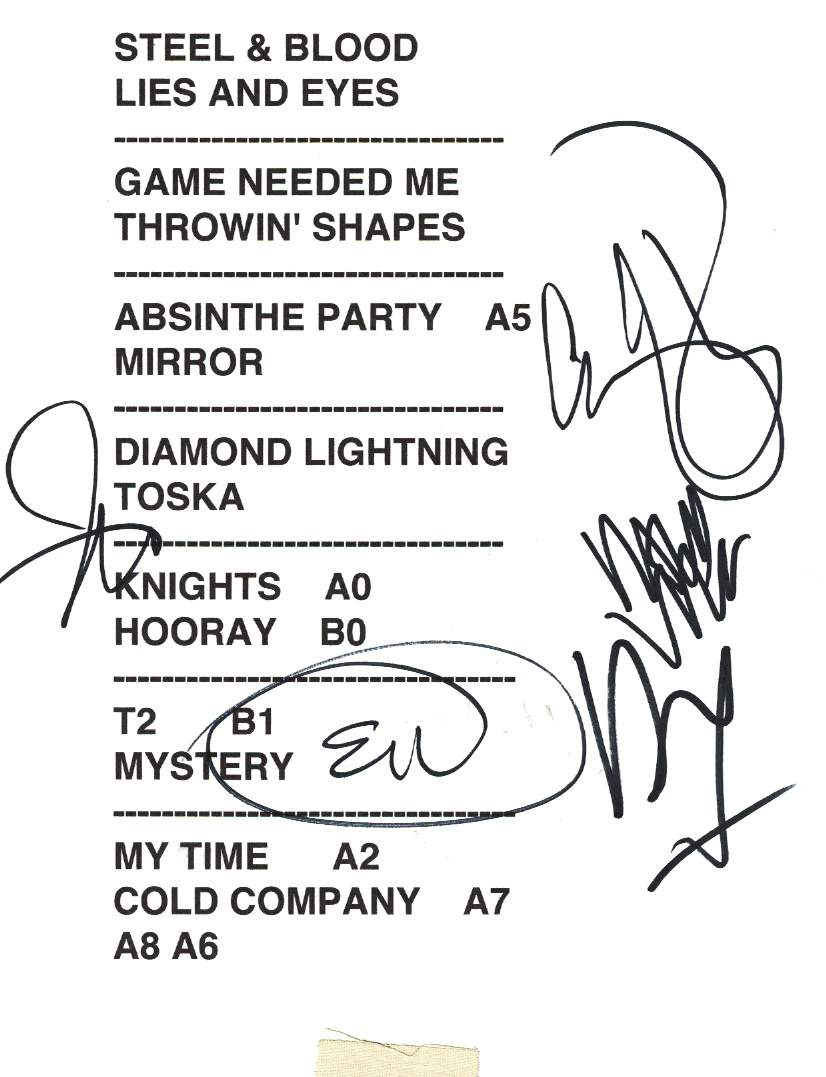 STEEL & BLOOD
LIES AND EYES
---------------------------------
GAME NEEDED ME
THROWIN' SHAPES
---------------------------------
ABSINTHE PARTY A5
MIRROR
---------------------------------
DIAMOND LIGHTNING
TOSKA
---------------------------------
KNIGHTS A0
HOORAY B0
---------------------------------
T2 B1
MYSTERY
---------------------------------
MY TIME A2
COLD COMPANY A7
A8 A6